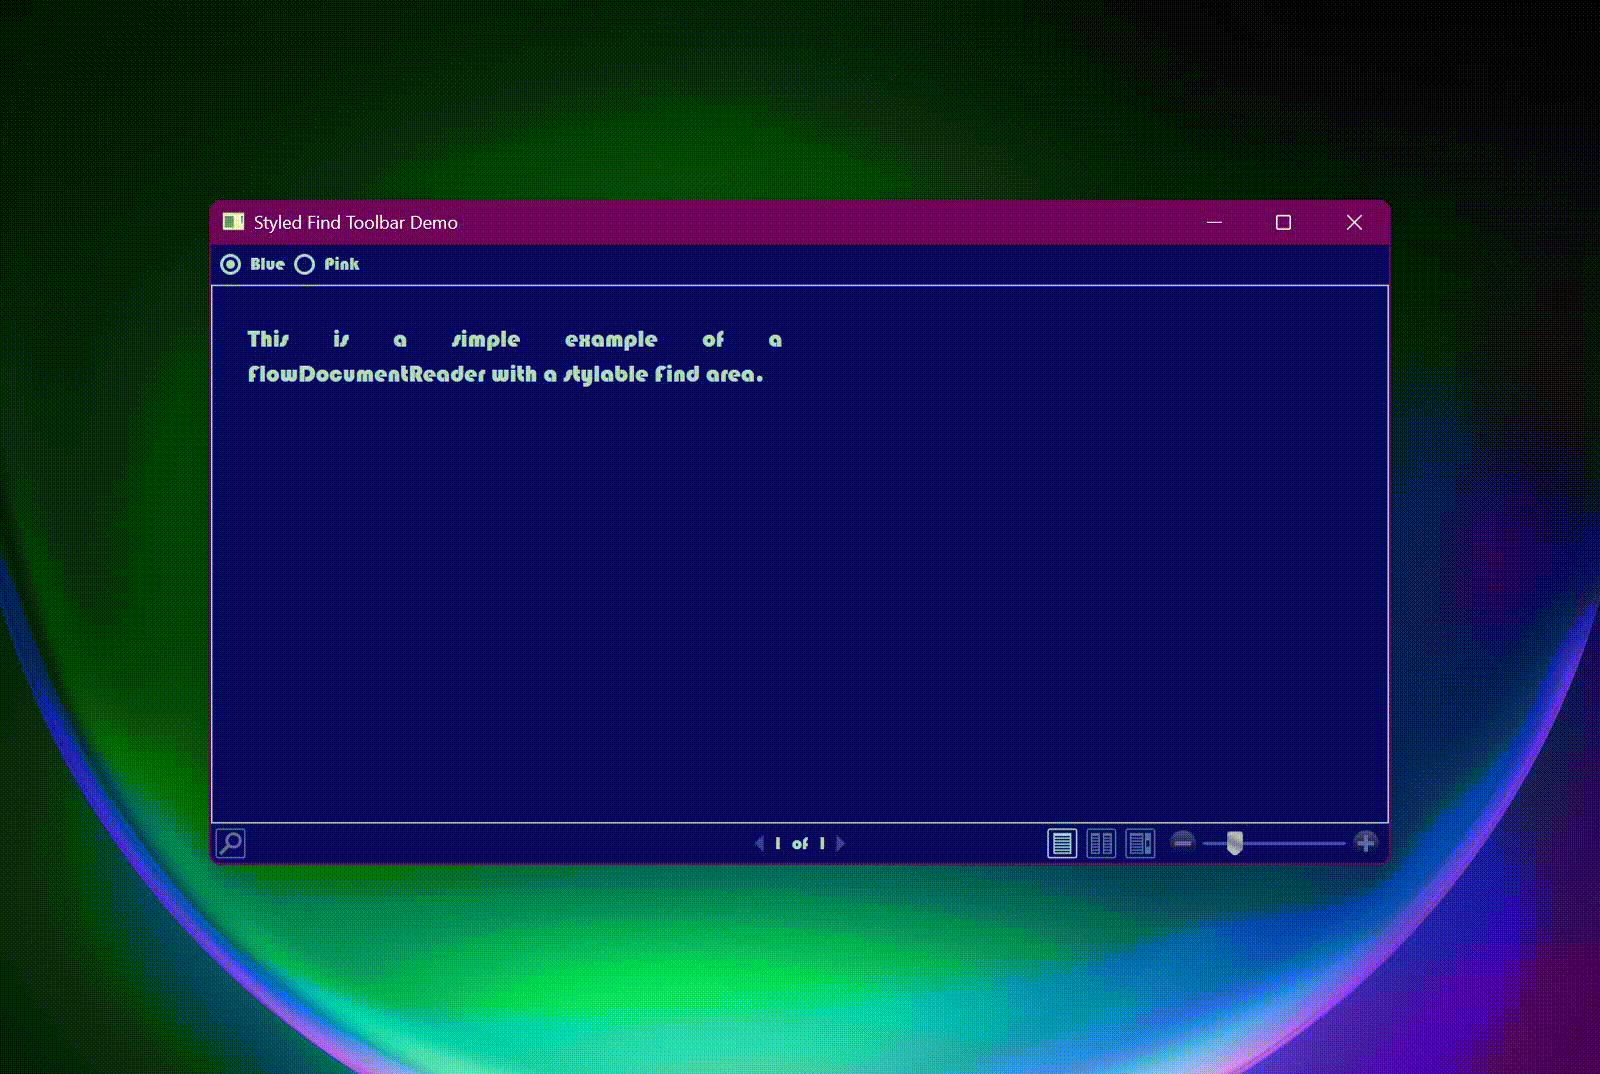 Styled Find Toolbar Demo
Blue Pink
This is a simple example of a
FlowDocumentReader with a stylable Find area.
1 of 1